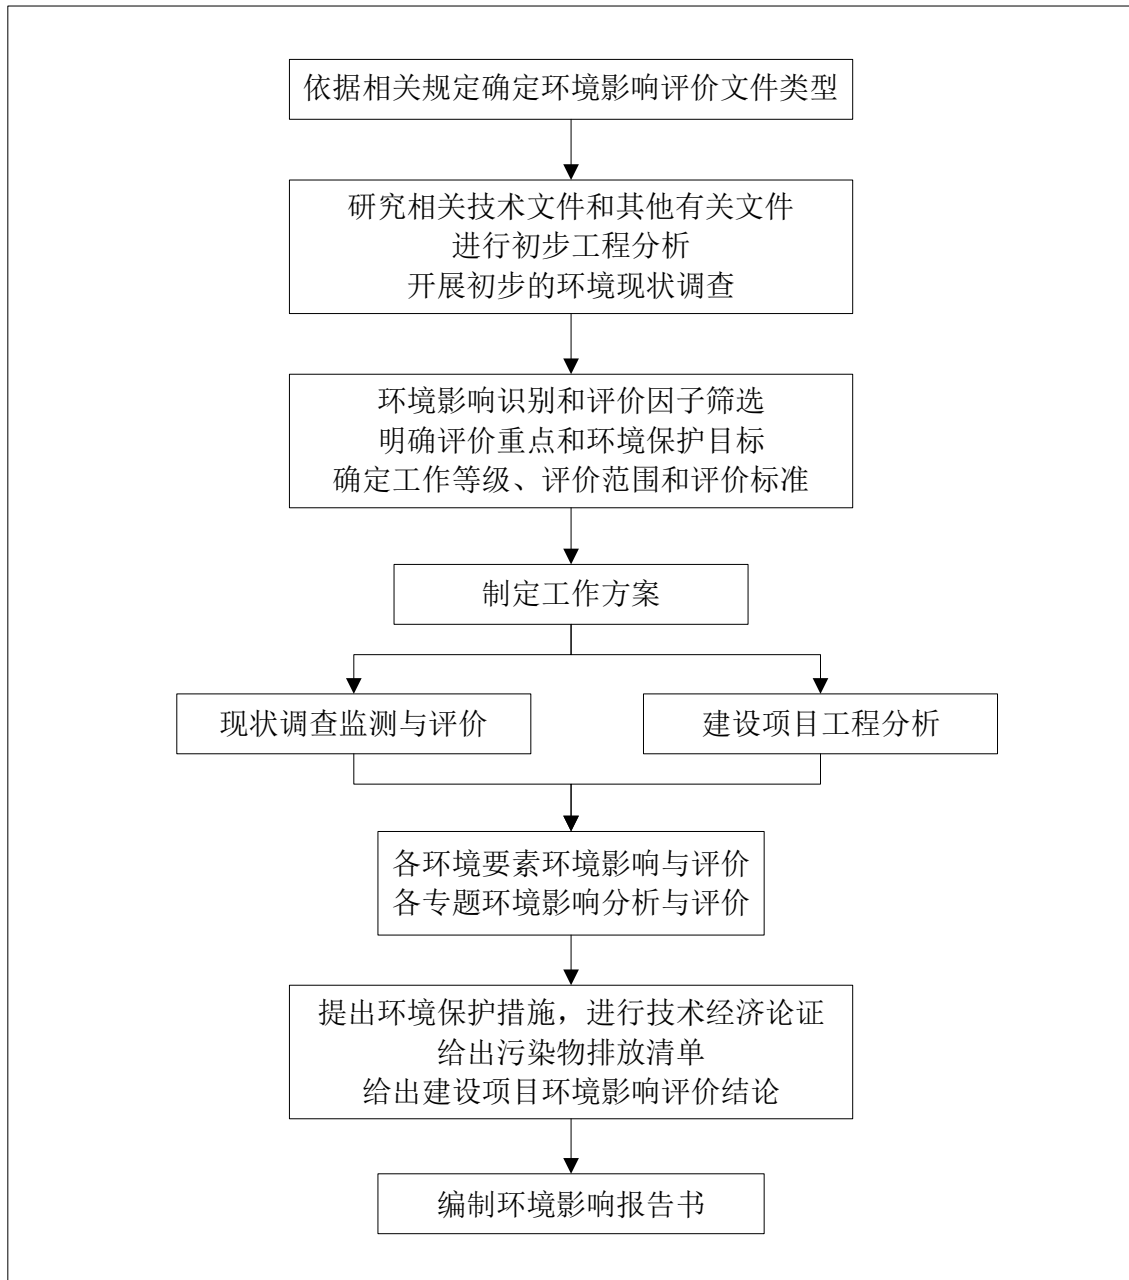 依据相关规定确定环境影响评价文件类型
研究相关技术文件和其他有关文件
进行初步工程分析
开展初步的环境现状调查
环境影响识别和评价因子筛选
明确评价重点和环境保护目标
确定工作等级、评价范围和评价标准
制定工作方案
现状调查监测与评价
建设项目工程分析
各环境要素环境影响与评价
各专题环境影响分析与评价
提出环境保护措施，进行技术经济论证
给出污染物排放清单
给出建设项目环境影响评价结论
编制环境影响报告书